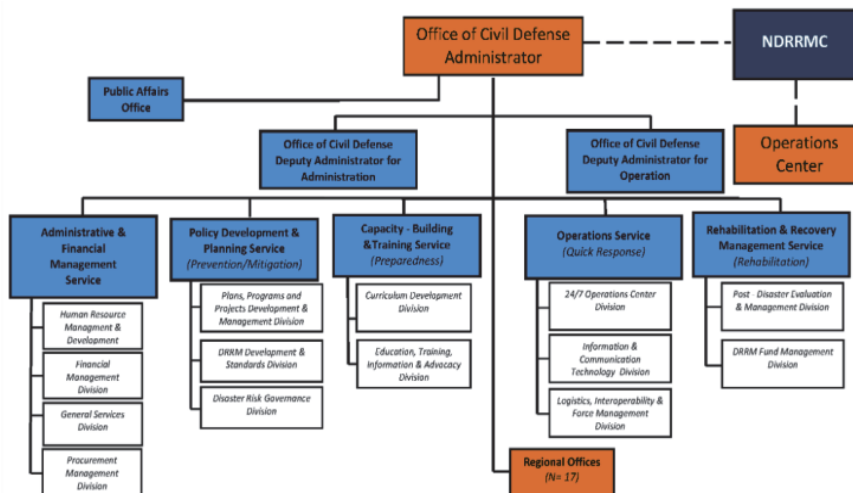 Office of Civil Defense
Administrator
NDRRMC
Public Affairs
Office
Office of Civil Defense
Deputy Administrator for
Administration
Office of Civil Defense
Deputy Administrator for
Operation
Operations
Center
Administrative &
Financial
Management
Service
Policy Development &
Planning Service
(Prevention/Mitigation)
Capacity - Building
&Training Service
(Preparedness)
Operations Service
(Quick Response)
Rehabilitation & Recovery
Management Service
(Rehabilitation)
Human Resource
Managment &
Development
Financial
Management
Division
General Services
Division
Procurement
Management
Division
Plans, Programs and
Projects Development &
Management Division
DRRM Development &
Standards Division
Disaster Risk Governance
Division
Curriculum Development
Division
Education, Training,
Information & Advocacy
Division
24/7 Operations Center
Division
Information &
Communication
Technology Division
Logistics, Interoperability &
Force Management
Division
Post - Disaster Evaluation
& Management Division
DRRM Fund Management
Division
Regional Offices
(N= 17)